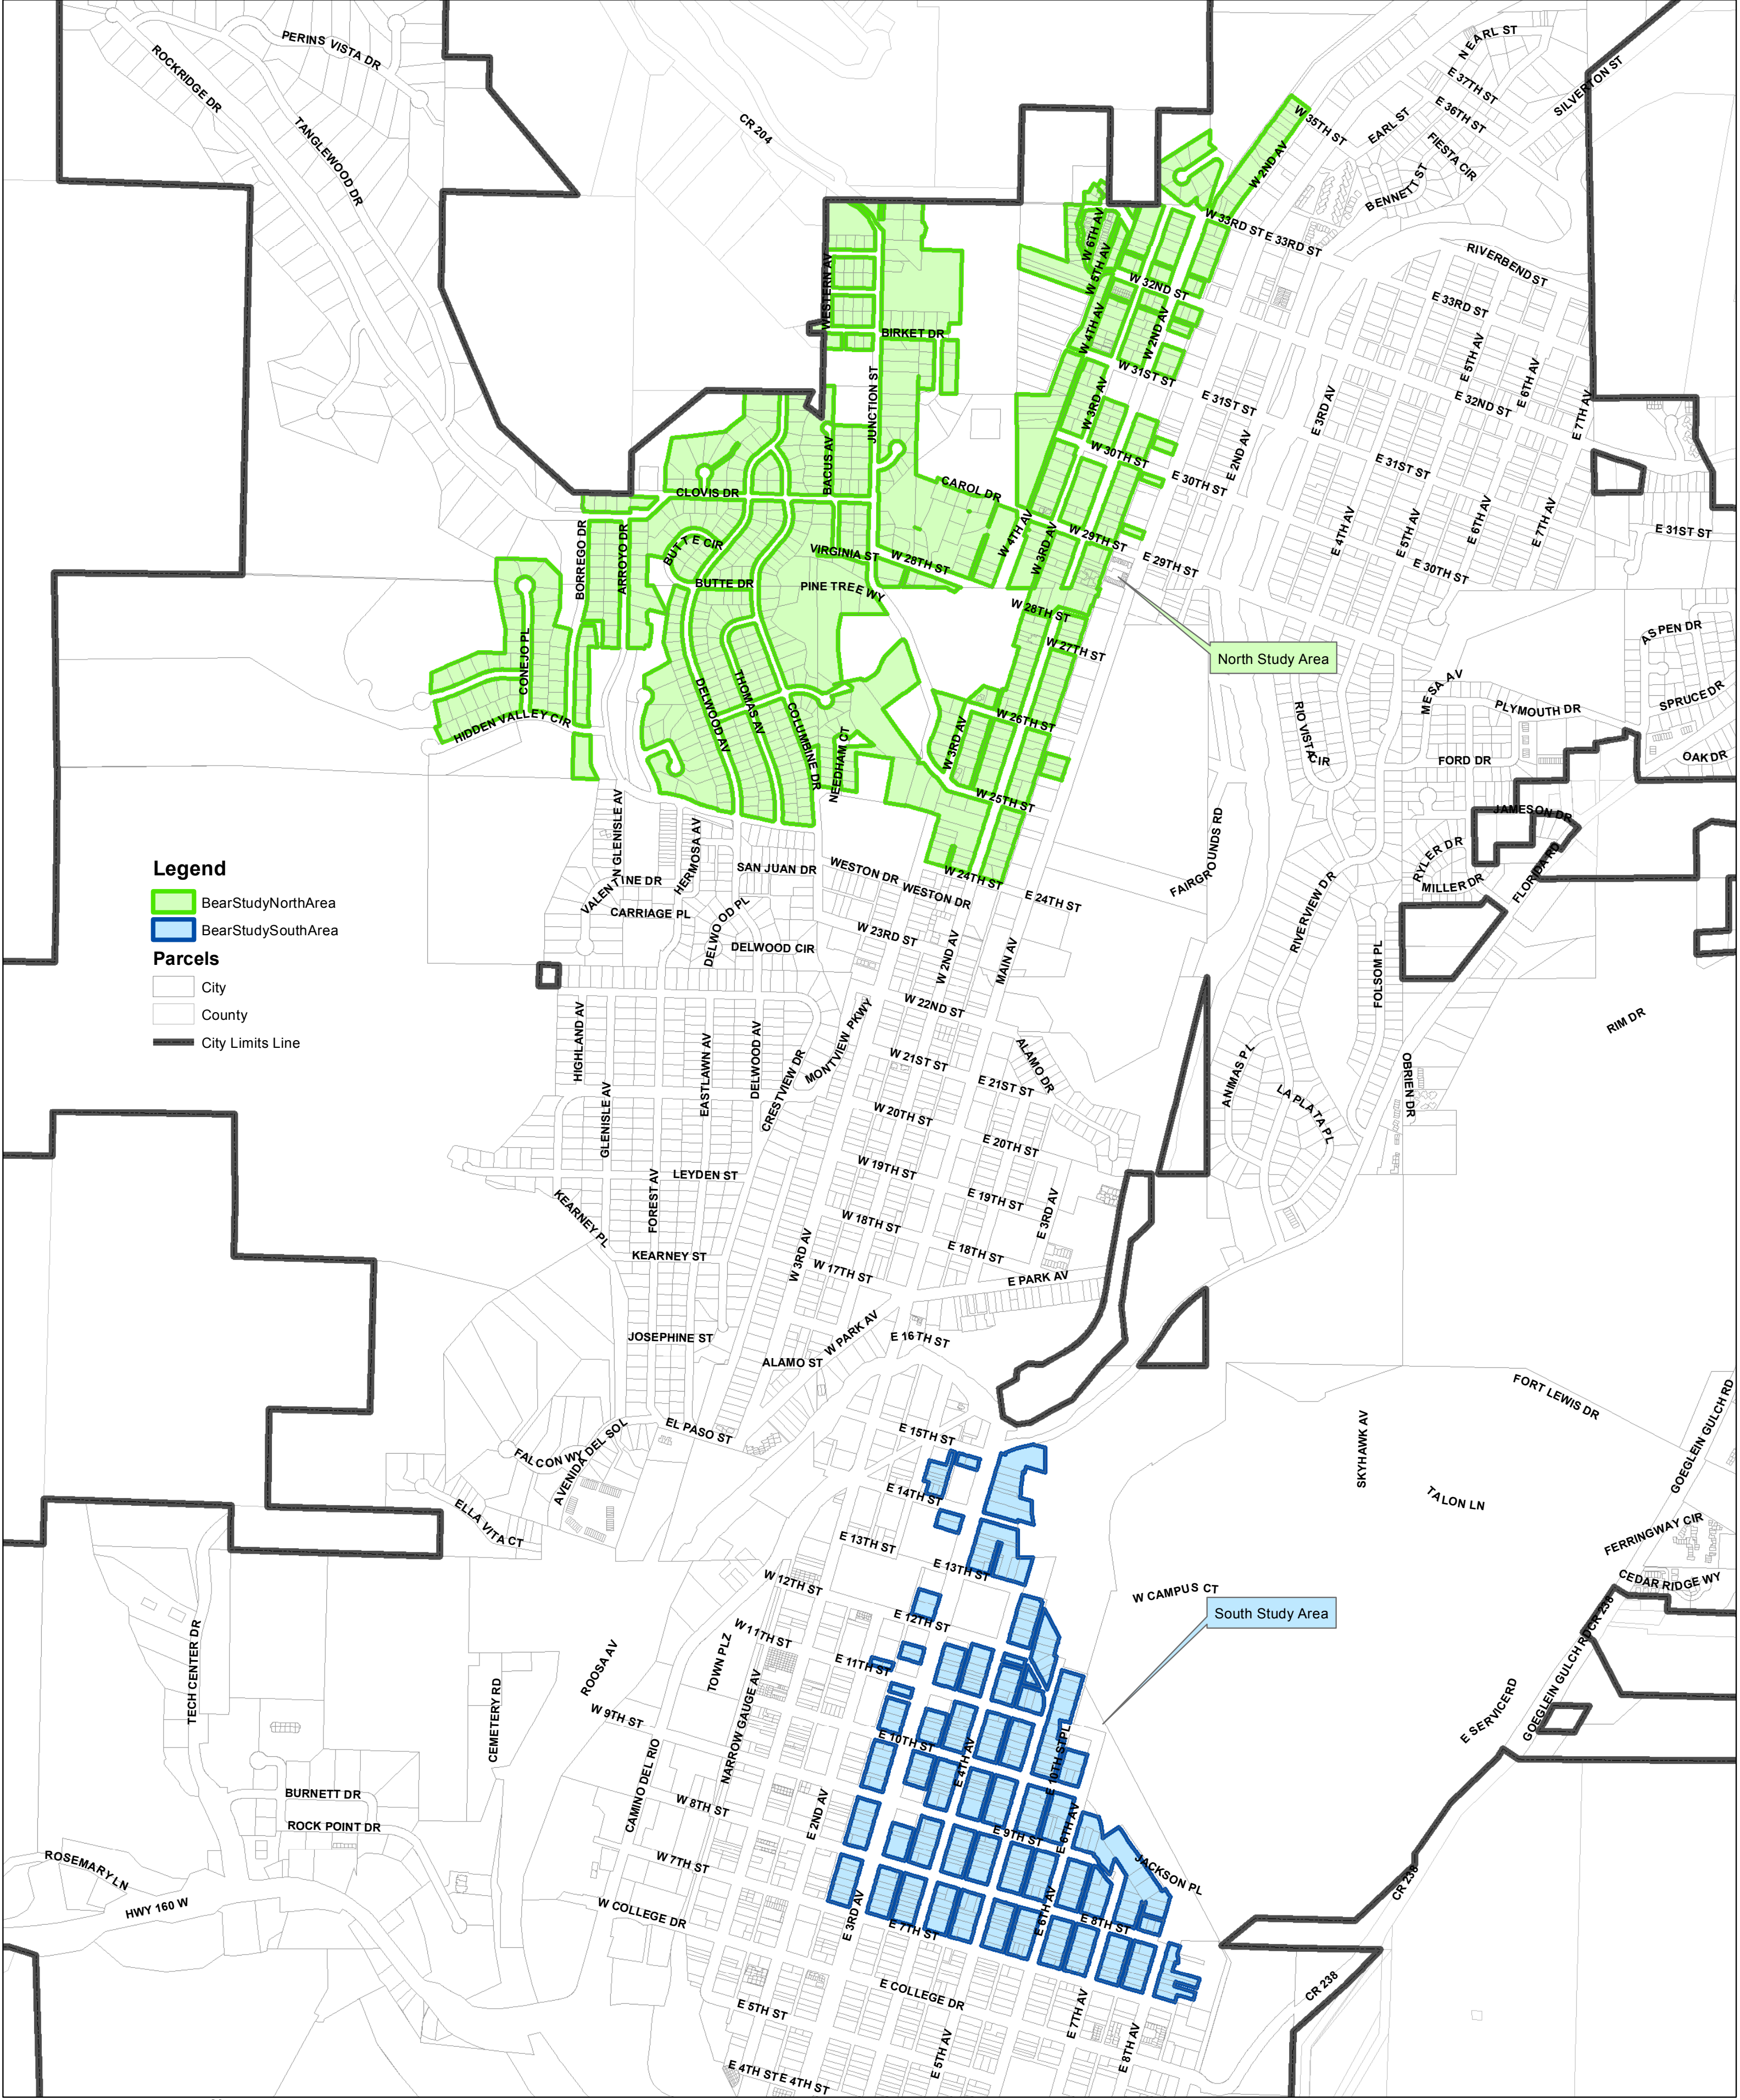 PERINS VISTA DR
ROCKRIDGE DR
TANGLEWOOD DR
CR 204
N EARL ST
E 37TH ST
E 36TH ST
SILVERTON ST
W 35TH ST
EARL ST
FIESTA CIR
BENNETT ST
W 2ND AV
W 33RD ST
E 33RD ST
W 6TH AV
W 5TH AV
W 32ND ST
RIVERBEND ST
E 33RD ST
WESTERN AV
BIRKET DR
W 4TH AV
W 2ND AV
W 31ST ST
E 5TH AV
E 6TH AV
E 32ND ST
E 7TH AV
JUNCTION ST
W 3RD AV
E 31ST ST
E 3RD AV
E 2ND AV
BACUS AV
W 30TH ST
E 30TH ST
E 31ST ST
CLOVIS DR
CAROL DR
W 4TH AV
W 3RD AV
W 29TH ST
E 29TH ST
E 4TH AV
E 5TH AV
E 6TH AV
E 7TH AV
E 31ST ST
E 30TH ST
BORREGO DR
ARROYO DR
BUTTE CIR
BUTTE DR
VIRGINIA ST
W 28TH ST
PINE TREE WY
W 28TH ST
W 27TH ST
North Study Area
ASPEN DR
CONEJO PL
HIDDEN VALLEY CIR
DELWOOD AV
THOMAS AV
COLUMBINE DR
NEEDHAM CT
W 3RD AV
W 26TH ST
W 25TH ST
RIO VISTA CIR
MESA AV
PLYMOUTH DR
SPRUCE DR
FORD DR
OAK DR
JAMESON DR
N GLENISLE AV
HERMOSA AV
SAN JUAN DR
WESTON DR
WESTON DR
W 24TH ST
E 24TH ST
FAIRGROUNDS RD
RYLER DR
MILLER DR
FLORIDA RD
Legend
BearStudyNorthArea
BearStudySouthArea
Parcels
City
County
City Limits Line
VALENTINE DR
CARRIAGE PL
DELWOOD PL
DELWOOD CIR
W 23RD ST
W 2ND AV
MAIN AV
RIVERVIEW DR
FOLSOM PL
RIM DR
HIGHLAND AV
GLENISLE AV
EASTLAWN AV
DELWOOD AV
CRESTVIEW DR
MONTVIEW PKWY
W 22ND ST
W 21ST ST
E 21ST ST
ALAMO DR
ANIMAS PL
LA PLATA PL
OBRIEN DR
W 20TH ST
E 20TH ST
LEYDEN ST
W 19TH ST
E 19TH ST
KEARNEY PL
FOREST AV
W 18TH ST
E 18TH ST
E 3RD AV
KEARNEY ST
W 3RD AV
W 17TH ST
E PARK AV
JOSEPHINE ST
W PARK AV
E 16TH ST
ALAMO ST
FORT LEWIS DR
SKYHAWK AV
GOEGLEIN GULCH RD
EL PASO ST
E 15TH ST
FALCON WY
AVENIDA DEL SOL
E 14TH ST
TALON LN
ELLA VITA CT
E 13TH ST
E 13TH ST
FERRINGWAY CIR
CEDAR RIDGE WY
W 12TH ST
E 12TH ST
W CAMPUS CT
South Study Area
TECH CENTER DR
ROOSA AV
TOWN PLZ
W 11TH ST
E 11TH ST
CEMETERY RD
W 9TH ST
NARROW GAUGE AV
E 10TH ST
E 4TH AV
E 10TH ST PL
E SERVICE RD
GOEGLEIN GULCH RD
CR 238
BURNETT DR
ROCK POINT DR
CAMINO DEL RIO
W 8TH ST
E 2ND AV
E 9TH ST
E 6TH AV
JACKSON PL
ROSEMARY LN
HWY 160 W
W 7TH ST
W COLLEGE DR
E 3RD AV
E 7TH ST
E 6TH AV
E 8TH ST
CR 238
E COLLEGE DR
E 5TH ST
E 7TH AV
E 5TH AV
E 8TH AV
CR 238
E 4TH ST
E 4TH ST